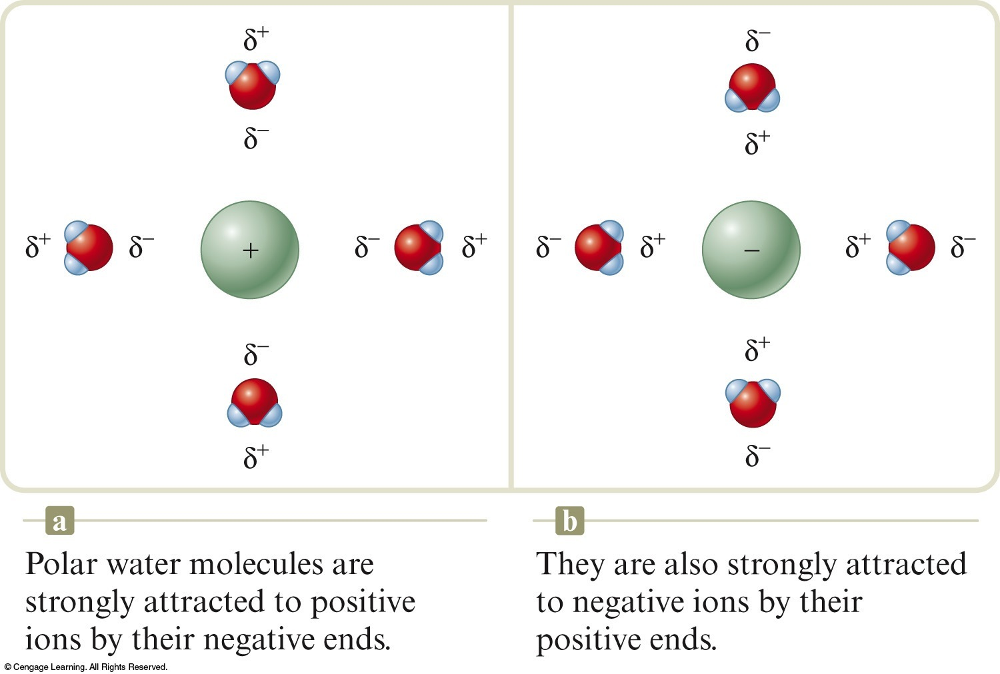 δ+
δ−
δ−
δ+
δ+ δ− + δ− δ+
δ− δ+ − δ+ δ−
δ−
δ+
δ+
δ−
a
Polar water molecules are
strongly attracted to positive
ions by their negative ends.
b
They are also strongly attracted
to negative ions by their
positive ends.
© Cengage Learning. All Rights Reserved.